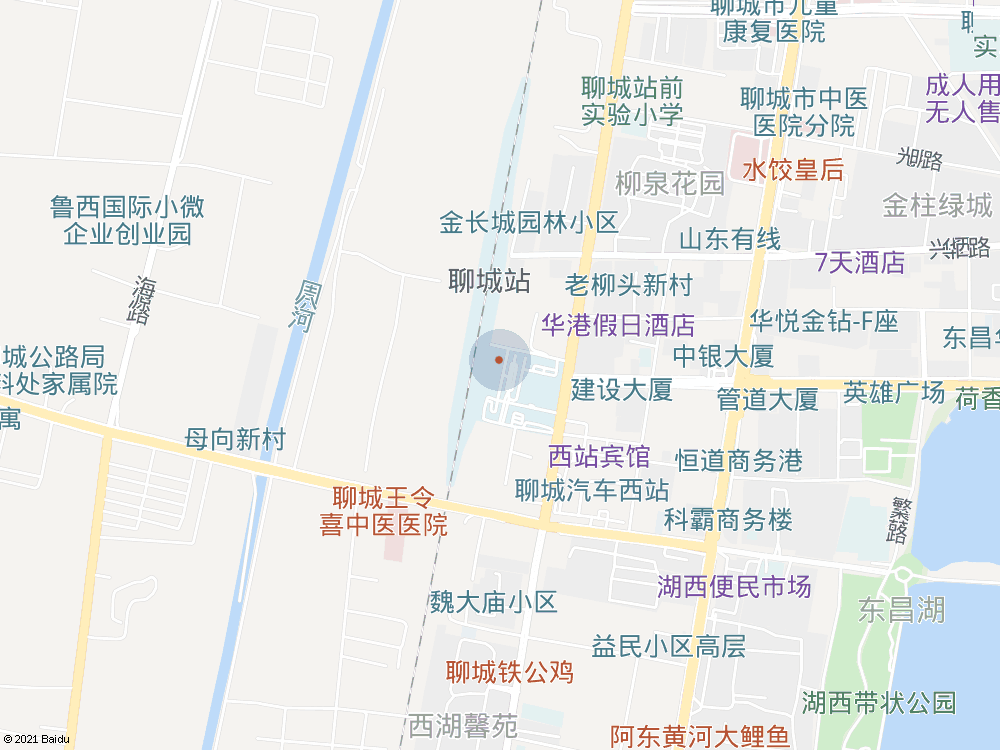 聊城市儿童
康复医院
聊城站前
实验小学
聊城市中医
医院分院
成人用
无人售
水饺皇后
光明路
柳泉花园
鲁西国际小微
企业创业园
金长城园林小区
金柱绿城
山东有线
兴华西路
7天酒店
聊城站
老柳头新村
海源路
周公河
华港假日酒店
华悦金钻-F座
东昌
城公路局
料处家属院
中银大厦
建设大厦
管道大厦
英雄广场
荷香
寓
母向新村
西站宾馆
恒道商务港
聊城汽车西站
聊城王令
喜中医医院
科霸商务楼
湖西便民市场
魏大庙小区
东昌湖
益民小区高层
聊城铁公鸡
湖西带状公园
西湖馨苑
阿东黄河大鲤鱼
© 2021 Baidu